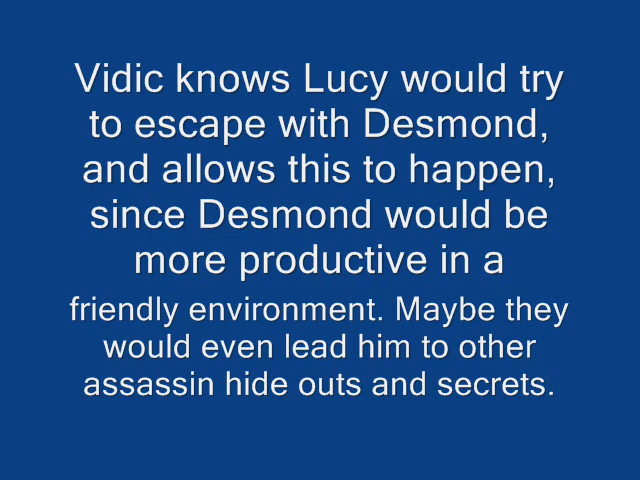 Vidic knows Lucy would try
to escape with Desmond,
and allows this to happen,
since Desmond would be
more productive in a
friendly environment. Maybe they
would even lead him to other
assassin hide outs and secrets.